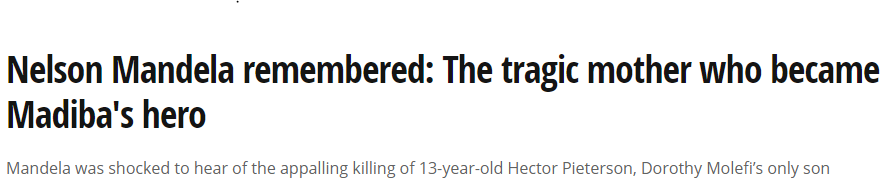 Nelson Mandela remembered: The tragic mother who became
Madiba's hero
Mandela was shocked to hear of the appalling killing of 13-year-old Hector Pieterson, Dorothy Molefi’s only son